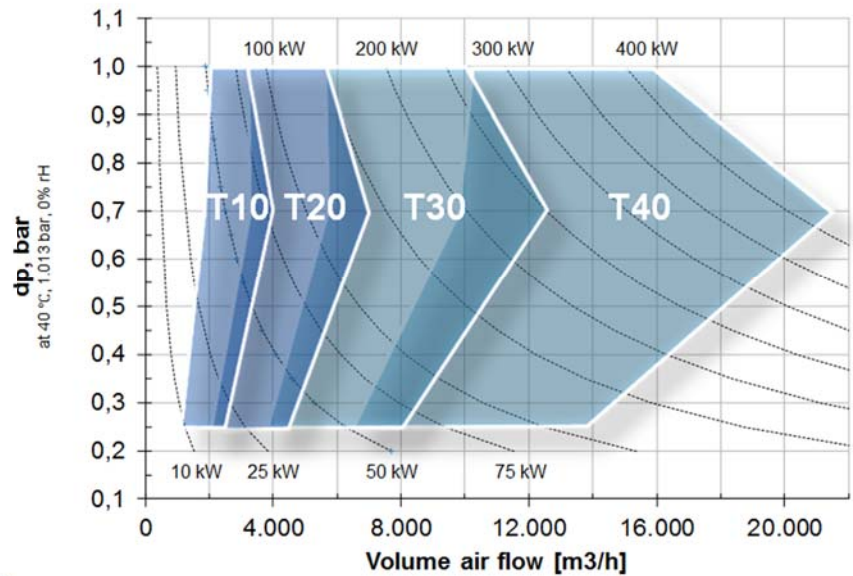 1,1
100 kW 200 kW 300 kW 400 kW
1,0
0,9
0,8
0,7
T10 T20 T30 T40
0,6
0,5
0,4
0,3
0,2
10 kW 25 kW 50 kW 75 kW
0,1
dp, bar
at 40 °C, 1.013 bar, 0% rH
0 4.000 8.000 12.000 16.000 20.000
Volume air flow [m3/h]